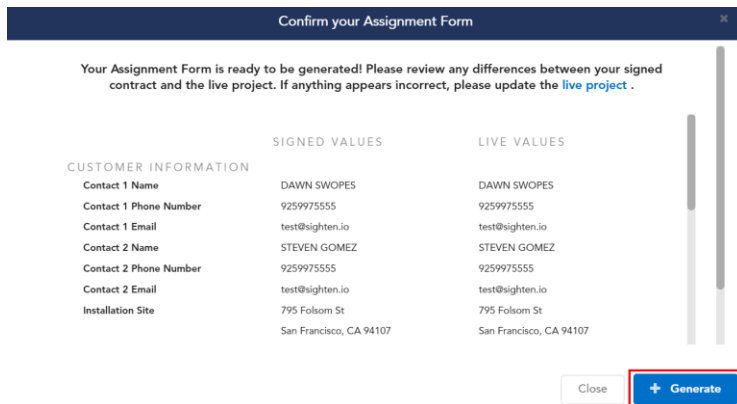 Confirm your Assignment Form
×
Your Assignment Form is ready to be generated! Please review any differences between your signed
contract and the live project. If anything appears incorrect, please update the live project .
SIGNED VALUES LIVE VALUES
CUSTOMER INFORMATION
Contact 1 Name DAWN SWOPES DAWN SWOPES
Contact 1 Phone Number 9259975555 9259975555
Contact 1 Email test@sighten.io test@sighten.io
Contact 2 Name STEVEN GOMEZ STEVEN GOMEZ
Contact 2 Phone Number 9259975555 9259975555
Contact 2 Email test@sighten.io test@sighten.io
Installation Site 795 Folsom St 795 Folsom St
San Francisco, CA 94107 San Francisco, CA 94107
Close + Generate